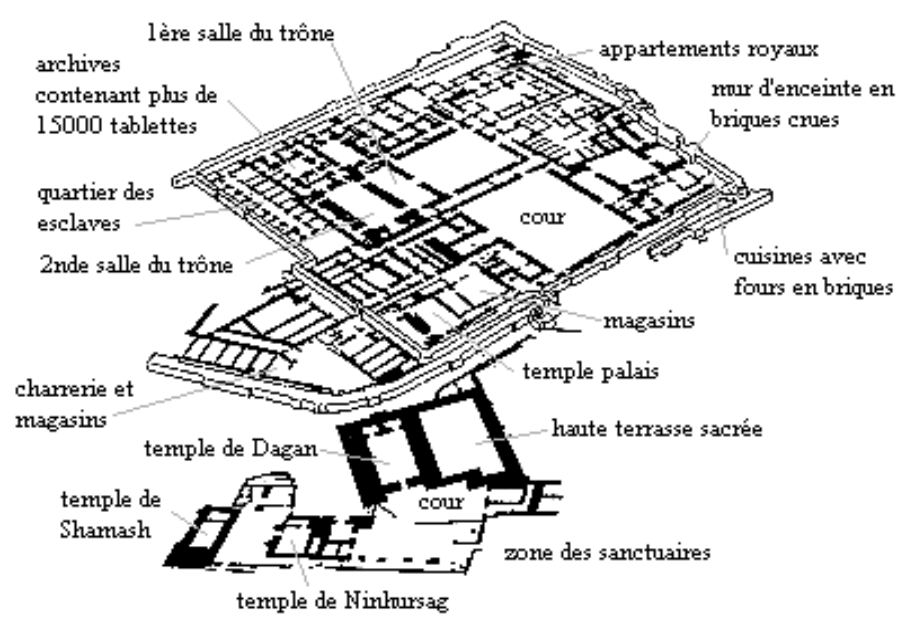 1ère salle du trône
archives
contenant plus de
15000 tablettes
appartements royaux
mur d'enceinte en
briques crues
quartier des
esclaves
cour
2nde salle du trône
cuisines avec
fours en briques
magasins
temple palais
charrerie et
magasins
haute terrasse sacrée
temple de Dagan
temple de
Shamash
cour
zone des sanctuaires
temple de Ninhursag